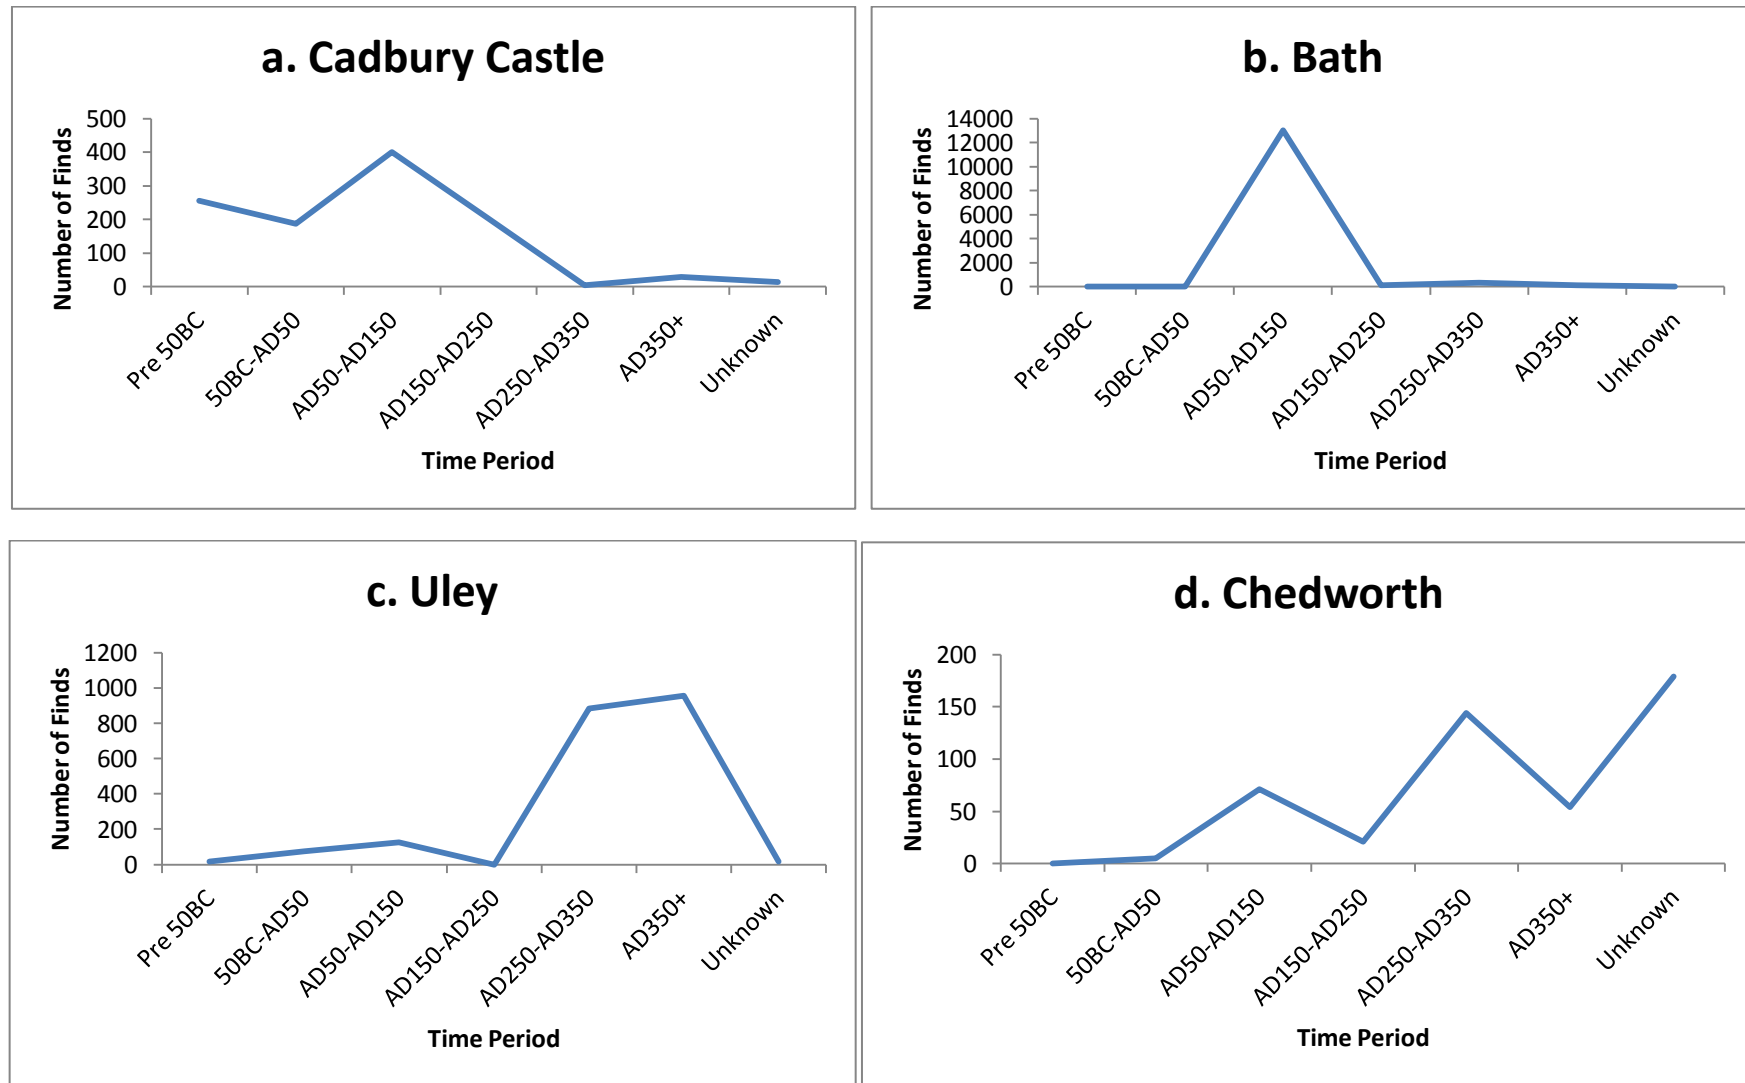 a. Cadbury Castle
Number of Finds
500
400
300
200
100
0
Pre 50BC
50BC-AD50
AD50-AD150
AD150-AD250
AD250-AD350
AD350+
Unknown
Time Period
b. Bath
Number of Finds
14000
12000
10000
8000
6000
4000
2000
0
Pre 50BC
50BC-AD50
AD50-AD150
AD150-AD250
AD250-AD350
AD350+
Unknown
Time Period
c. Uley
Number of Finds
1200
1000
800
600
400
200
0
Pre 50BC
50BC-AD50
AD50-AD150
AD150-AD250
AD250-AD350
AD350+
Unknown
Time Period
d. Chedworth
Number of Finds
200
150
100
50
0
Pre 50BC
50BC-AD50
AD50-AD150
AD150-AD250
AD250-AD350
AD350+
Unknown
Time Period